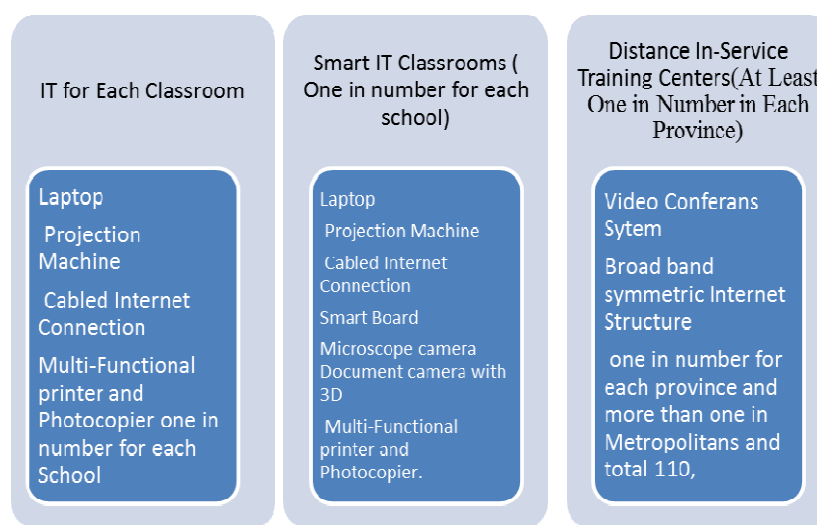 IT for Each Classroom
Laptop
Projection
Machine
Cabled Internet
Connection
Multi-Functional
printer and
Photocopier one in
number for each
School
Smart IT Classrooms (
One in number for each
school)
Laptop
Projection Machine
Cabled Internet
Connection
Smart Board
Microscope camera
Document camera with
3D
Multi-Functional
printer and
Photocopier.
Distance In-Service
Training Centers(At Least
One in Number in Each
Province)
Video Conferans
Sytem
Broad band
symmetric Internet
Structure
one in number for
each province and
more than one in
Metropolitans and
total 110,